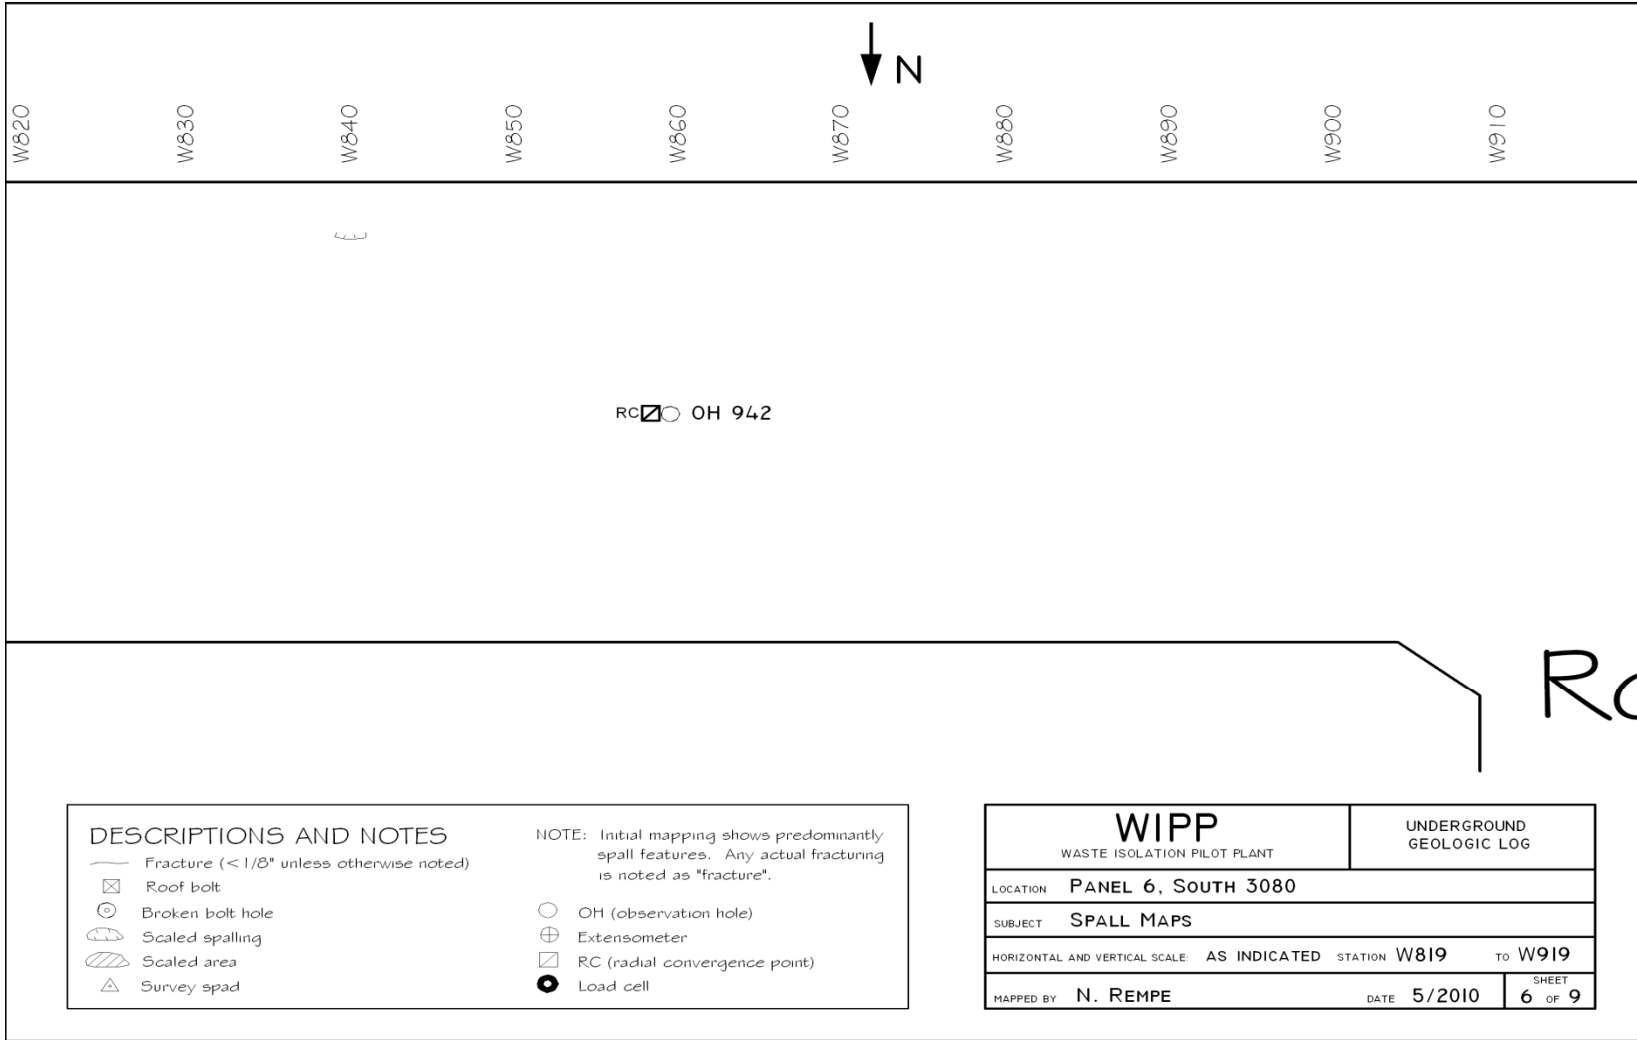 N
W820 W830 W840 W850 W860 W870 W880 W890 W900 W910
RC OH 942
Ro
DESCRIPTIONS AND NOTES
Fracture (<1/8" unless otherwise noted)
Roof bolt
Broken bolt hole
Scaled spalling
Scaled area
Survey spad
NOTE: Initial mapping shows predominantly
spall features. Any actual fracturing
is noted as "fracture".
OH (observation hole)
Extensometer
RC (radial convergence point)
Load cell
WIPP
WASTE ISOLATION PILOT PLANT
UNDERGROUND
GEOLOGIC LOG
LOCATION PANEL 6, SOUTH 3080
SUBJECT SPALL MAPS
HORIZONTAL AND VERTICAL SCALE: AS INDICATED STATION W819 TO W919
MAPPED BY N. REMPE DATE 5/2010 SHEET
6 OF 9